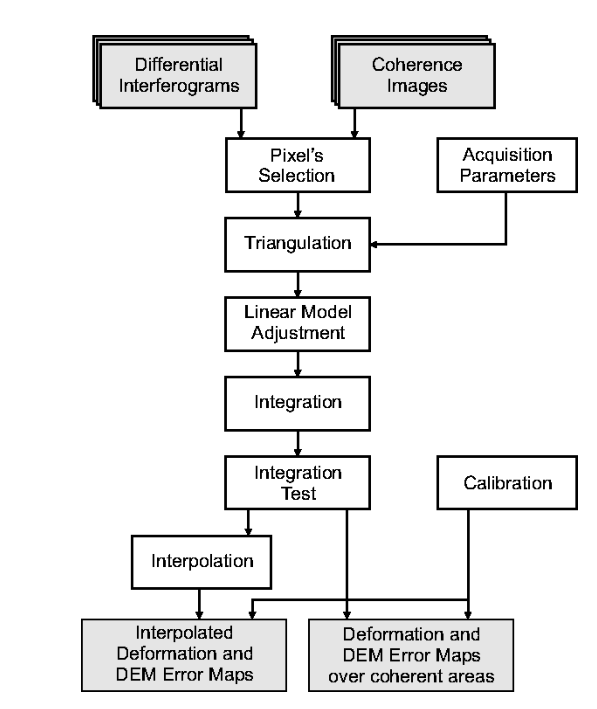 Differential
Interferograms
Coherence
Images
Pixel's
Selection
Acquisition
Parameters
Triangulation
Linear Model
Adjustment
Integration
Integration
Test
Calibration
Interpolation
Interpolated
Deformation and
DEM Error Maps
Deformation and
DEM Error Maps
over coherent areas